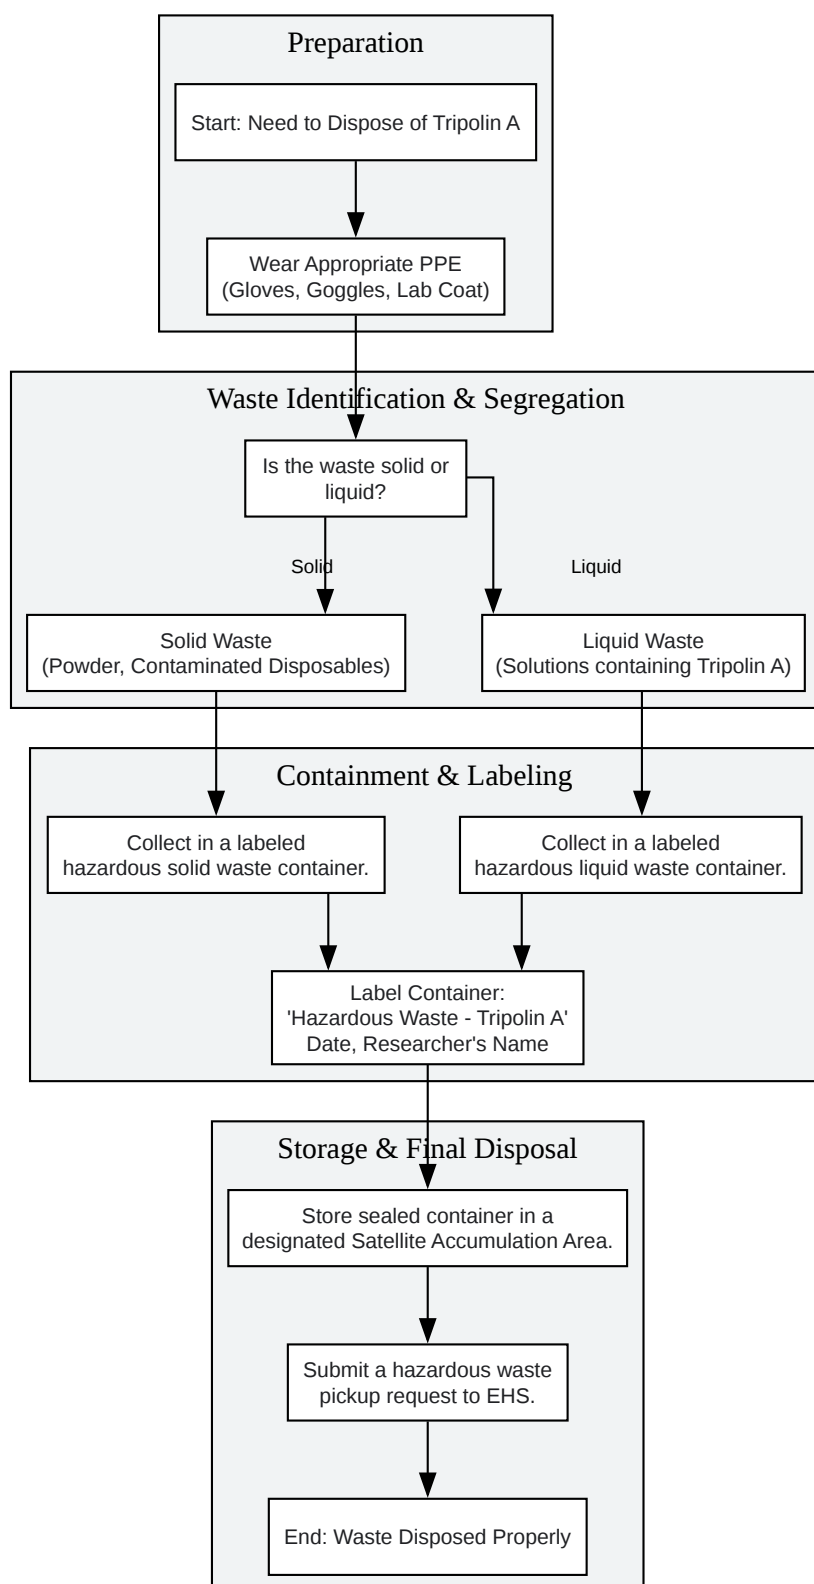 Preparation
Start: Need to Dispose of Tripolin A
Wear Appropriate PPE
(Gloves, Goggles, Lab Coat)
Waste Identification & Segregation
Is the waste solid or
liquid?
Solid
Liquid
Solid Waste
(Powder, Contaminated Disposables)
Liquid Waste
(Solutions containing Tripolin A)
Containment & Labeling
Collect in a labeled
hazardous solid waste container.
Collect in a labeled
hazardous liquid waste container.
Label Container:
'Hazardous Waste - Tripolin A'
Date, Researcher's Name
Storage & Final Disposal
Store sealed container in a
designated Satellite Accumulation Area.
Submit a hazardous waste
pickup request to EHS.
End: Waste Disposed Properly